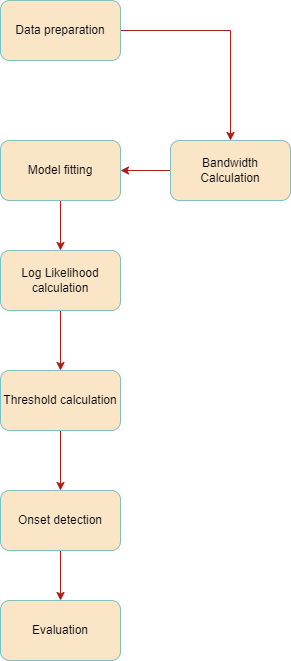 Data preparation
Bandwidth
Calculation
Model fitting
Log Likelihood
calculation
Threshold calculation
Onset detection
Evaluation